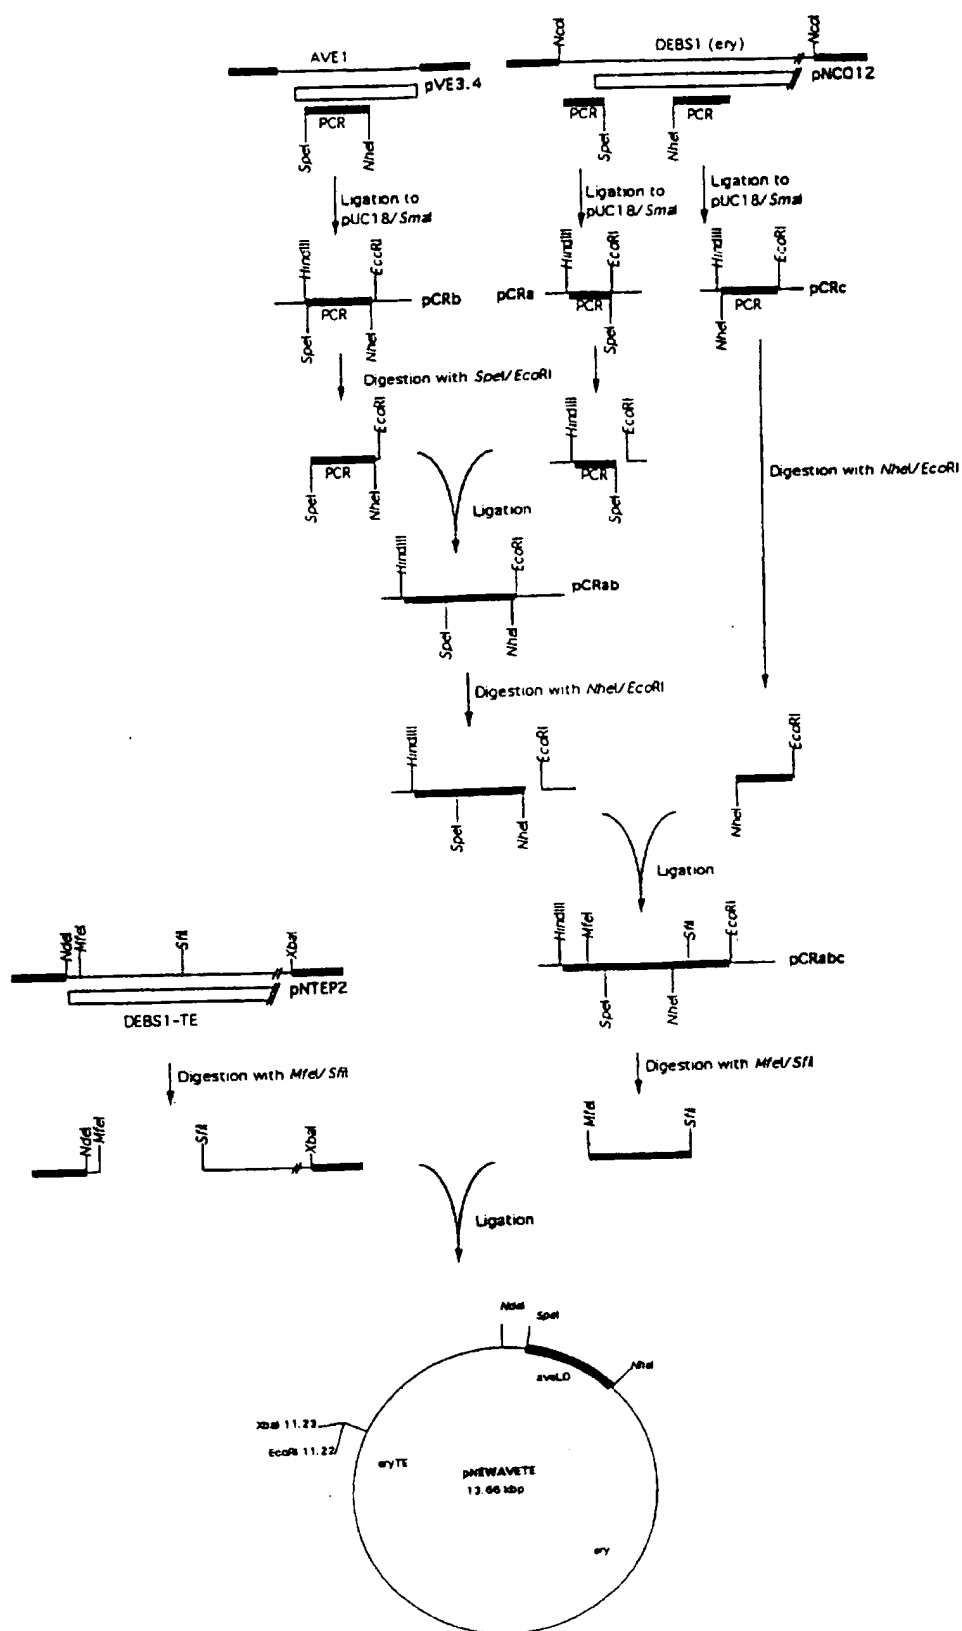 AVE1
pVE3.4
PCR
SpeI
NheI
NcoI
DEBS1 (ery)
NcoI
pNCO12
PCR
SpeI
PCR
NheI
Ligation to
pUC18/SmaI
Ligation to
pUC18/SmaI
Ligation to
pUC18/SmaI
HindIII
EcoRI
pCRb
PCR
SpeI
NheI
HindIII
EcoRI
pCRa
PCR
SpeI
HindIII
EcoRI
pCRc
PCR
NheI
Digestion with SpeI/EcoRI
EcoRI
PCR
SpeI
NheI
HindIII
EcoRI
PCR
SpeI
Digestion with NheI/EcoRI
Ligation
HindIII
EcoRI
pCRab
SpeI
NheI
Digestion with NheI/EcoRI
HindIII
EcoRI
SpeI
NheI
EcoRI
NheI
Ligation
NdeI
MfeI
SfiI
XbaI
pNTEP2
DEBS1-TE
HindIII
MfeI
SfiI
EcoRI
pCRabc
SpeI
NheI
Digestion with MfeI/SfiI
Digestion with MfeI/SfiI
NdeI
MfeI
SfiI
XbaI
MfeI
SfiI
Ligation
NdeI
SpeI
NheI
aveLD
XbaI 11.23
EcoRI 11.22
eryTE
pNEWAVETE
13.66 kbp
ery